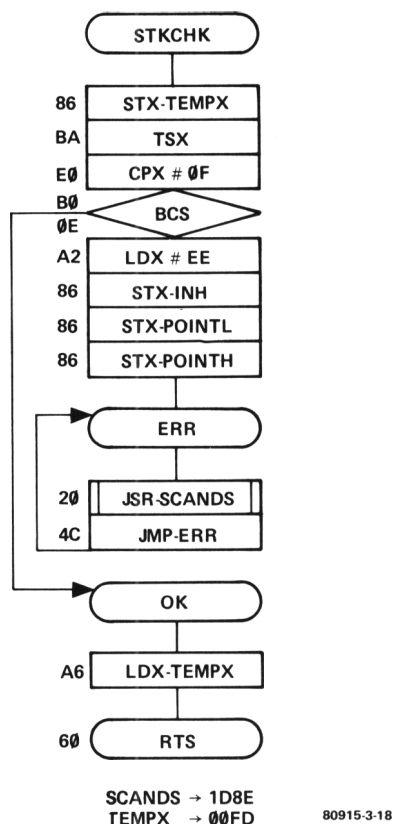 STKCHK
86 STX-TEMPX
BA TSX
EØ CPX # ØF
BØ
BCS
ØE
A2 LDX # EE
86 STX-INH
86 STX-POINTL
86 STX-POINTH
ERR
2Ø JSR-SCANDS
4C JMP-ERR
OK
A6 LDX-TEMPX
6Ø RTS
SCANDS → 1D8E
TEMPX → ØØFD
80915-3-18